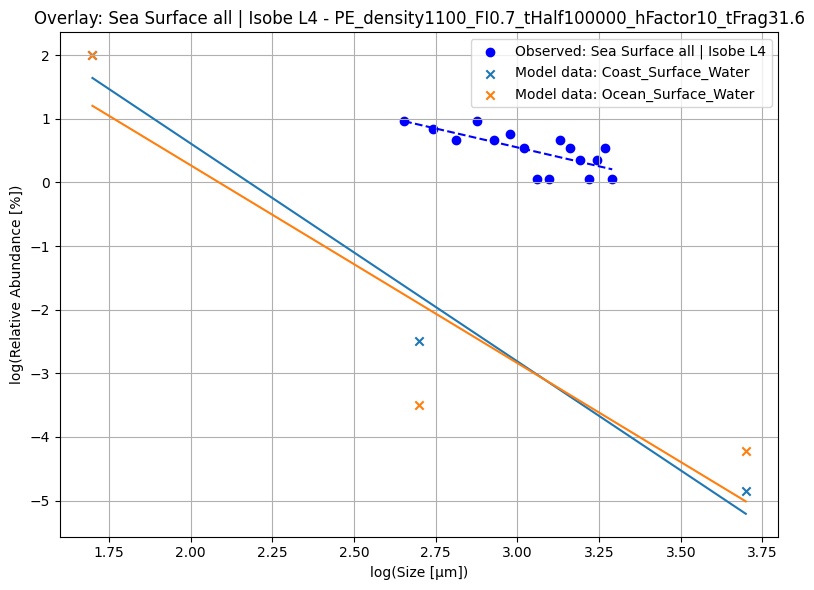 Overlay: Sea Surface all | Isobe L4 - PE_density1100_FI0.7_tHalf100000_hFactor10_tFrag31.6
Observed: Sea Surface all | Isobe L4
Model data: Coast_Surface_Water
Model data: Ocean_Surface_Water
log(Relative Abundance [%])
2
1
0
−1
−2
−3
−4
−5
1.75 2.00 2.25 2.50 2.75 3.00 3.25 3.50 3.75
log(Size [μm])